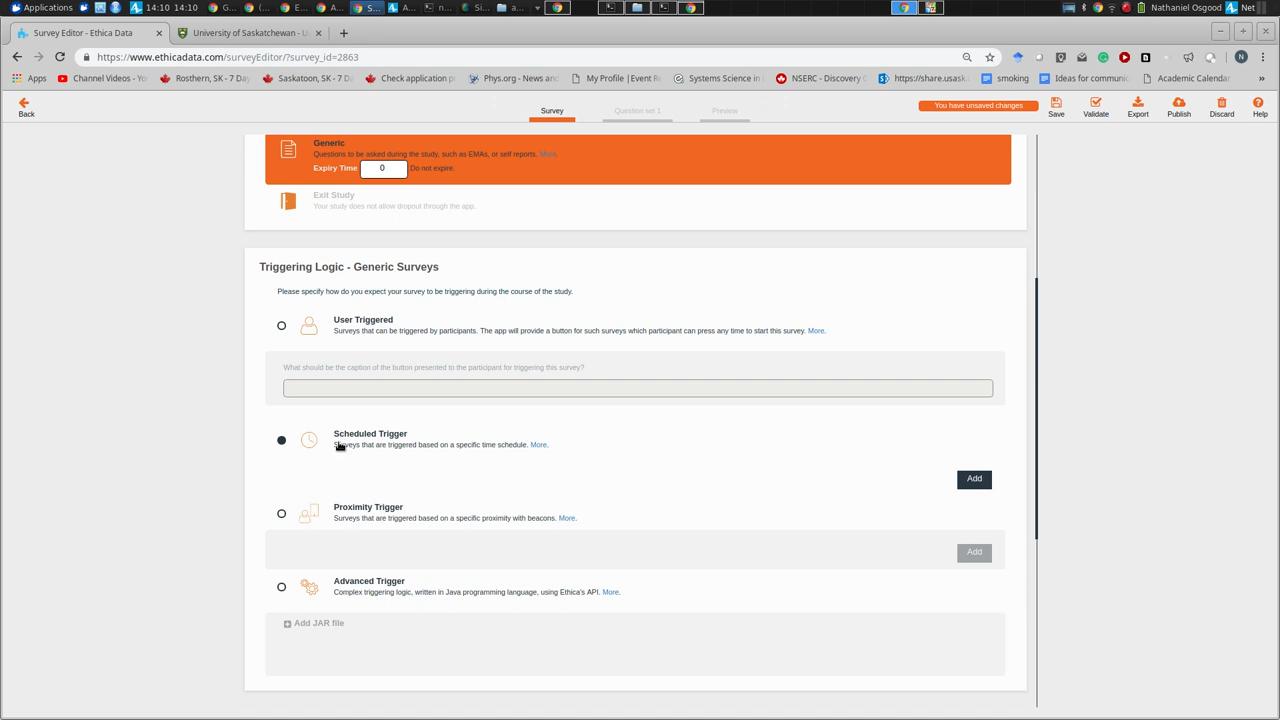 Applications
14:10 14:10
G...
G...
Expiry...
G...
G...
S...
A...
n...
Si...
a...
Nathaniel Osgood
Net
Survey Editor - Ethica Data
University of Saskatchewan - U
https://www.ethicadata.com/surveyEditor/?survey_id=2863
N
Apps
Channel Videos - Yo
Rosthern, SK - 7 Day
Saskatoon, SK - 7 Da
Check application p
Phys.org - News and
My Profile | Event R
Systems Science in
NSERC - Discovery G
https://share.usask
smoking
Ideas for communic
Academic Calendar
»
Back
Survey
Question set 1
Preview
You have unsaved changes
Save
Validate
Export
Publish
Discard
Help
Generic
Questions to be asked during the study, such as EMAs, or self reports. More.
Expiry Time 0 Do not expire.
Exit Study
Your study does not allow dropout through the app.
Triggering Logic - Generic Surveys
Please specify how do you expect your survey to be triggering during the course of the study.
User Triggered
Surveys that can be triggered by participants. The app will provide a button for such surveys which participant can press any time to start this survey. More.
What should be the caption of the button presented to the participant for triggering this survey?
Scheduled Trigger
Surveys that are triggered based on a specific time schedule. More.
Add
Proximity Trigger
Surveys that are triggered based on a specific proximity with beacons. More.
Add
Advanced Trigger
Complex triggering logic, written in Java programming language, using Ethica's API. More.
Add JAR file